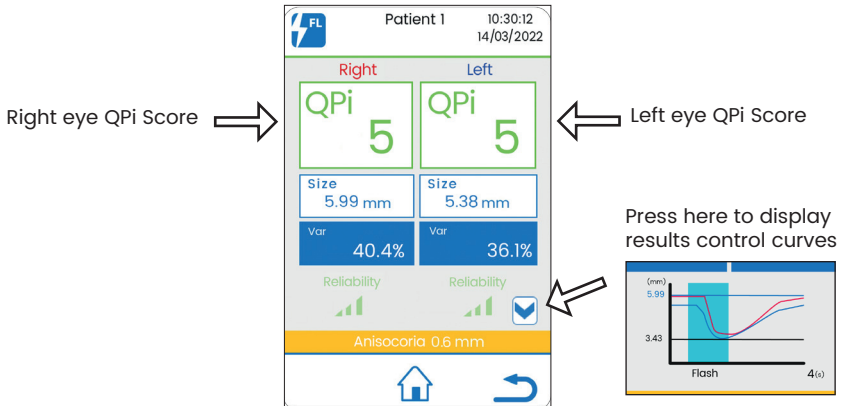 FL
Patient 1
10:30:12
14/03/2022
Right
Left
QPi
5
QPi
5
Right eye QPi Score
Left eye QPi Score
Size
5.99 mm
Size
5.38 mm
Var
40.4%
Var
36.1%
Reliability
Reliability
Anisocoria 0.6 mm
Press here to display
results control curves
(mm)
5.99
3.43
Flash
4(s)